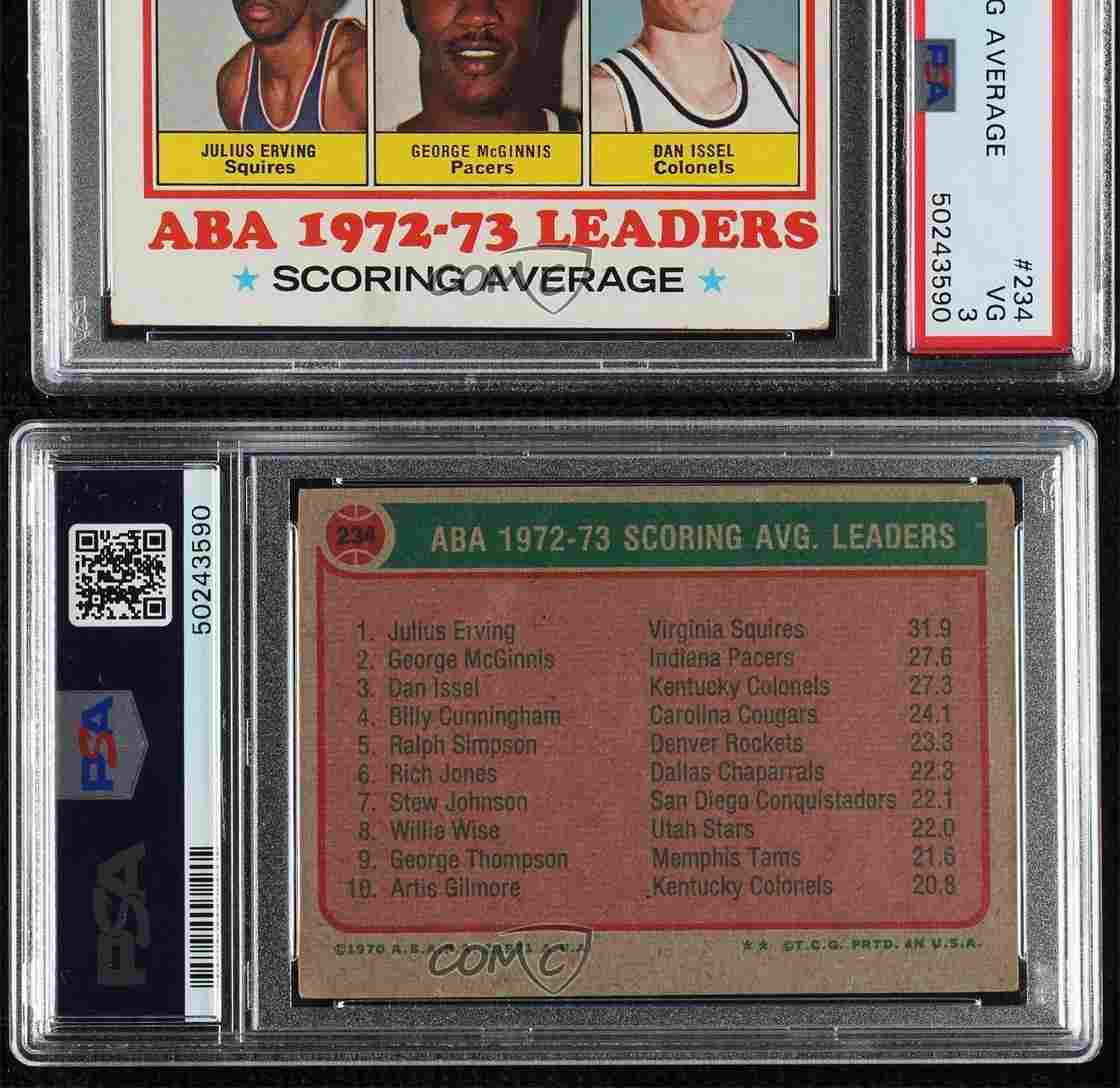 JULIUS ERVING
Squires
GEORGE McGINNIS
Pacers
DAN ISSEL
Colonels
ABA 1972-73 LEADERS
SCORING AVERAGE
COMC
G AVERAGE
PSA
#234
VG
3
50243590
50243590
PSA
PSA
234
ABA 1972-73 SCORING AVG. LEADERS
1. Julius Erving Virginia Squires 31.9
2. George McGinnis Indiana Pacers 27.6
3. Dan Issel Kentucky Colonels 27.3
4. Billy Cunningham Carolina Cougars 24.1
5. Ralph Simpson Denver Rockets 23.3
6. Rich Jones Dallas Chaparrals 22.3
7. Stew Johnson San Diego Conquistadors 22.1
8. Willie Wise Utah Stars 22.0
9. George Thompson Memphis Tams 21.6
10. Artis Gilmore Kentucky Colonels 20.8
©1970 A.B.A. ** ©T.C.G. PRTD. IN U.S.A.
COMC